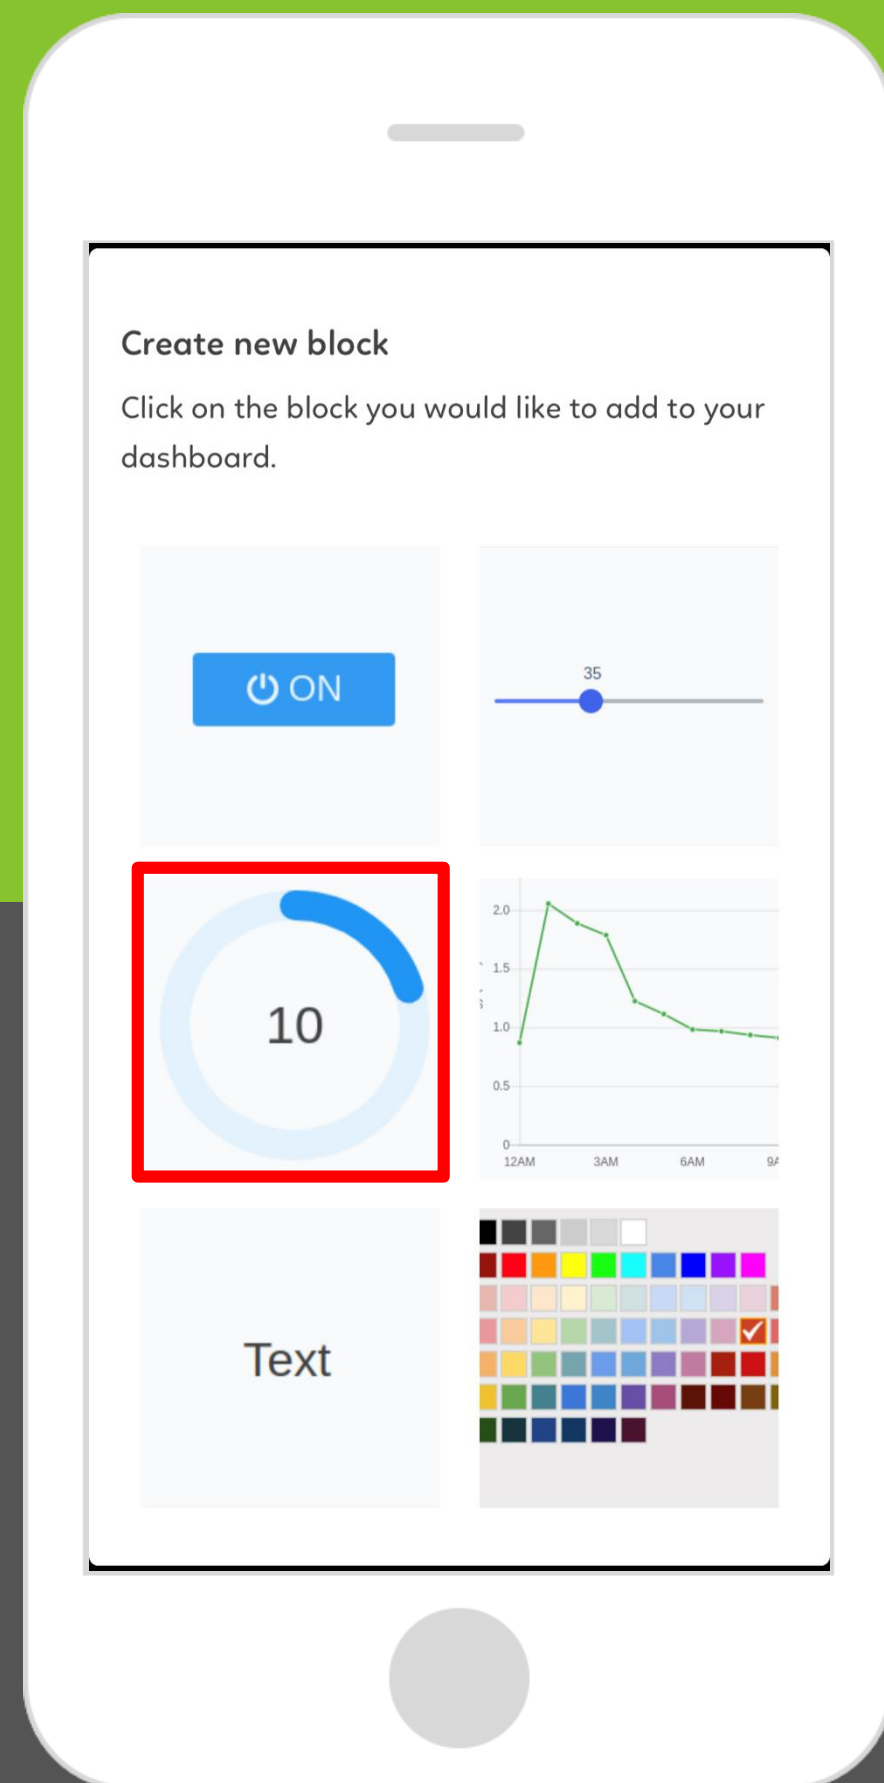 Create new block
Click on the block you would like to add to your
dashboard.
ON
35
10
2.0
1.5
1.0
0.5
0
12AM 3AM 6AM
Text